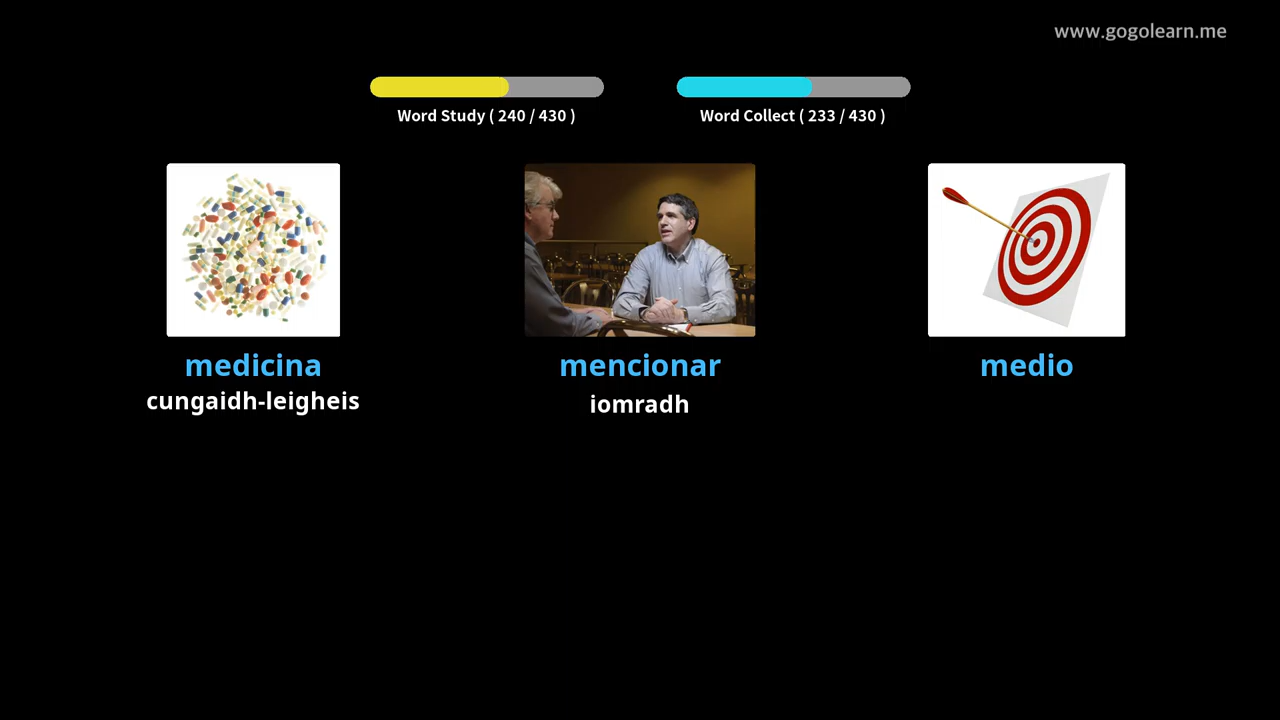 www.gogolearn.me
Word Study ( 240 / 430 )
Word Collect ( 233 / 430 )
medicina
cungaidh-leigheis
mencionar
iomradh
medio